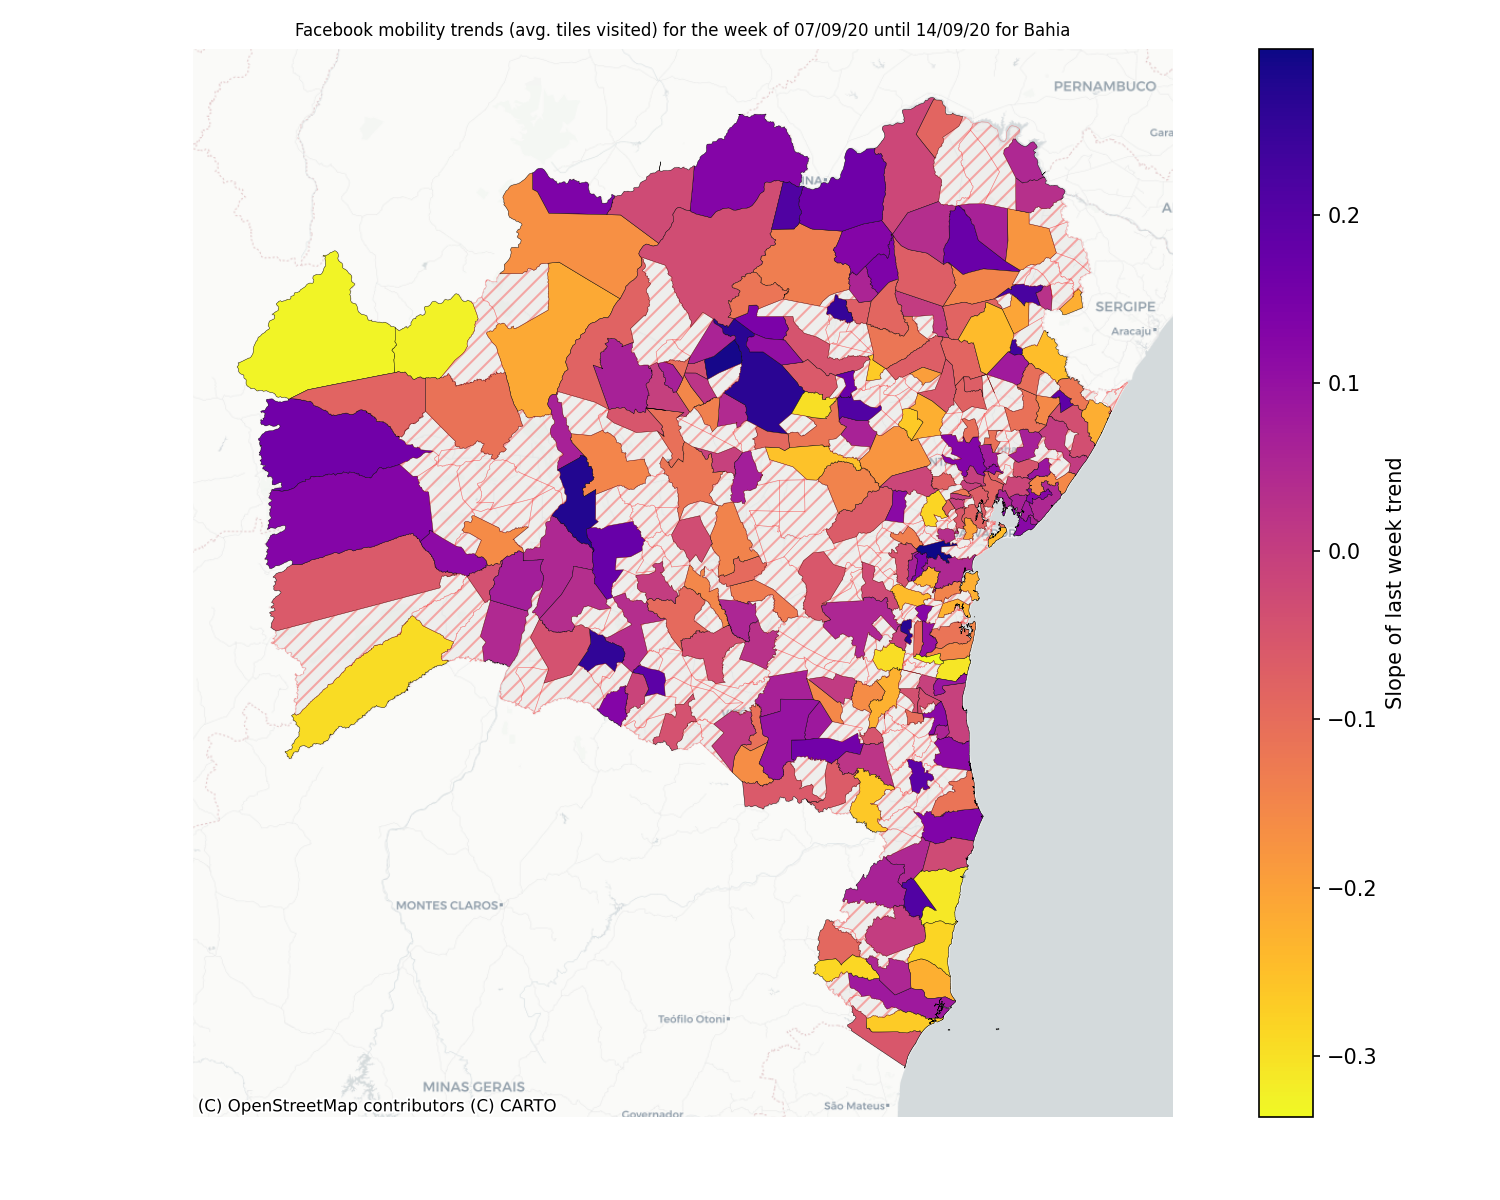 Facebook mobility trends (avg. tiles visited) for the week of 07/09/20 until 14/09/20 for Bahia
PERNAMBUCO
Gara
INA
A
SERGIPE
Aracaju
0.2
0.1
0.0
−0.1
−0.2
−0.3
Slope of last week trend
MONTES CLAROS
Teófilo Otoni
MINAS GERAIS
São Mateus
Governador
(C) OpenStreetMap contributors (C) CARTO